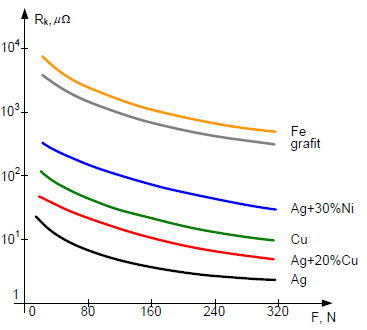 Rk, μΩ
10⁴
10³
10²
10¹
1
Fe
grafit
Ag+30%Ni
Cu
Ag+20%Cu
Ag
0 80 160 240 320
F, N